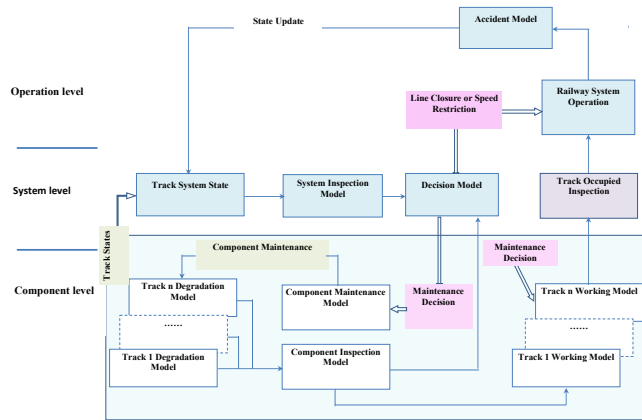 State Update
Accident Model
Operation level
Line Closure or Speed
Restriction
Railway System
Operation
System level
Track System State
System Inspection
Model
Decision Model
Track Occupied
Inspection
Track States
Component level
Component Maintenance
Maintenance
Decision
Track n Degradation
Model
Component Maintenance
Model
Maintenance
Decision
Track n Working Model
......
......
Track 1 Degradation
Model
Component Inspection
Model
Track 1 Working Model